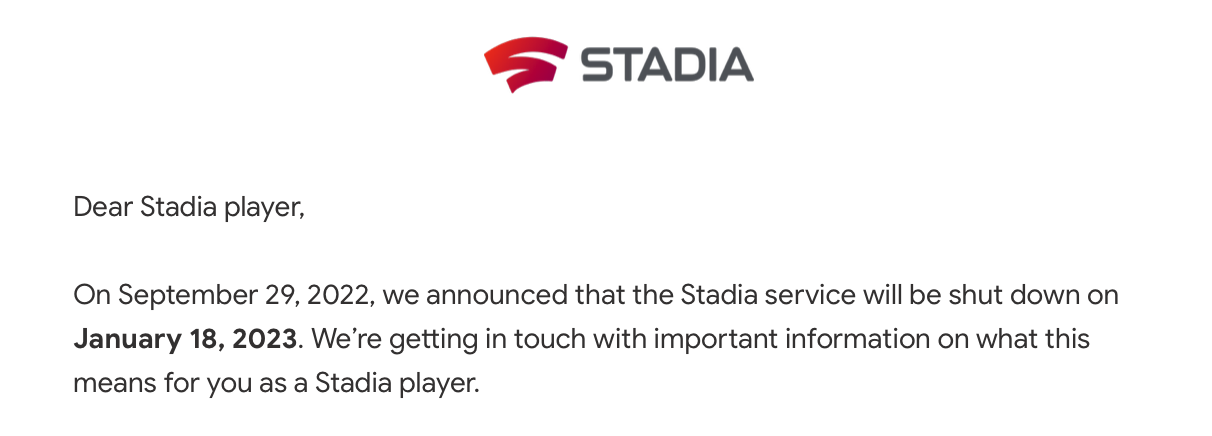 STADIA
Dear Stadia player,
On September 29, 2022, we announced that the Stadia service will be shut down on
January 18, 2023. We’re getting in touch with important information on what this
means for you as a Stadia player.